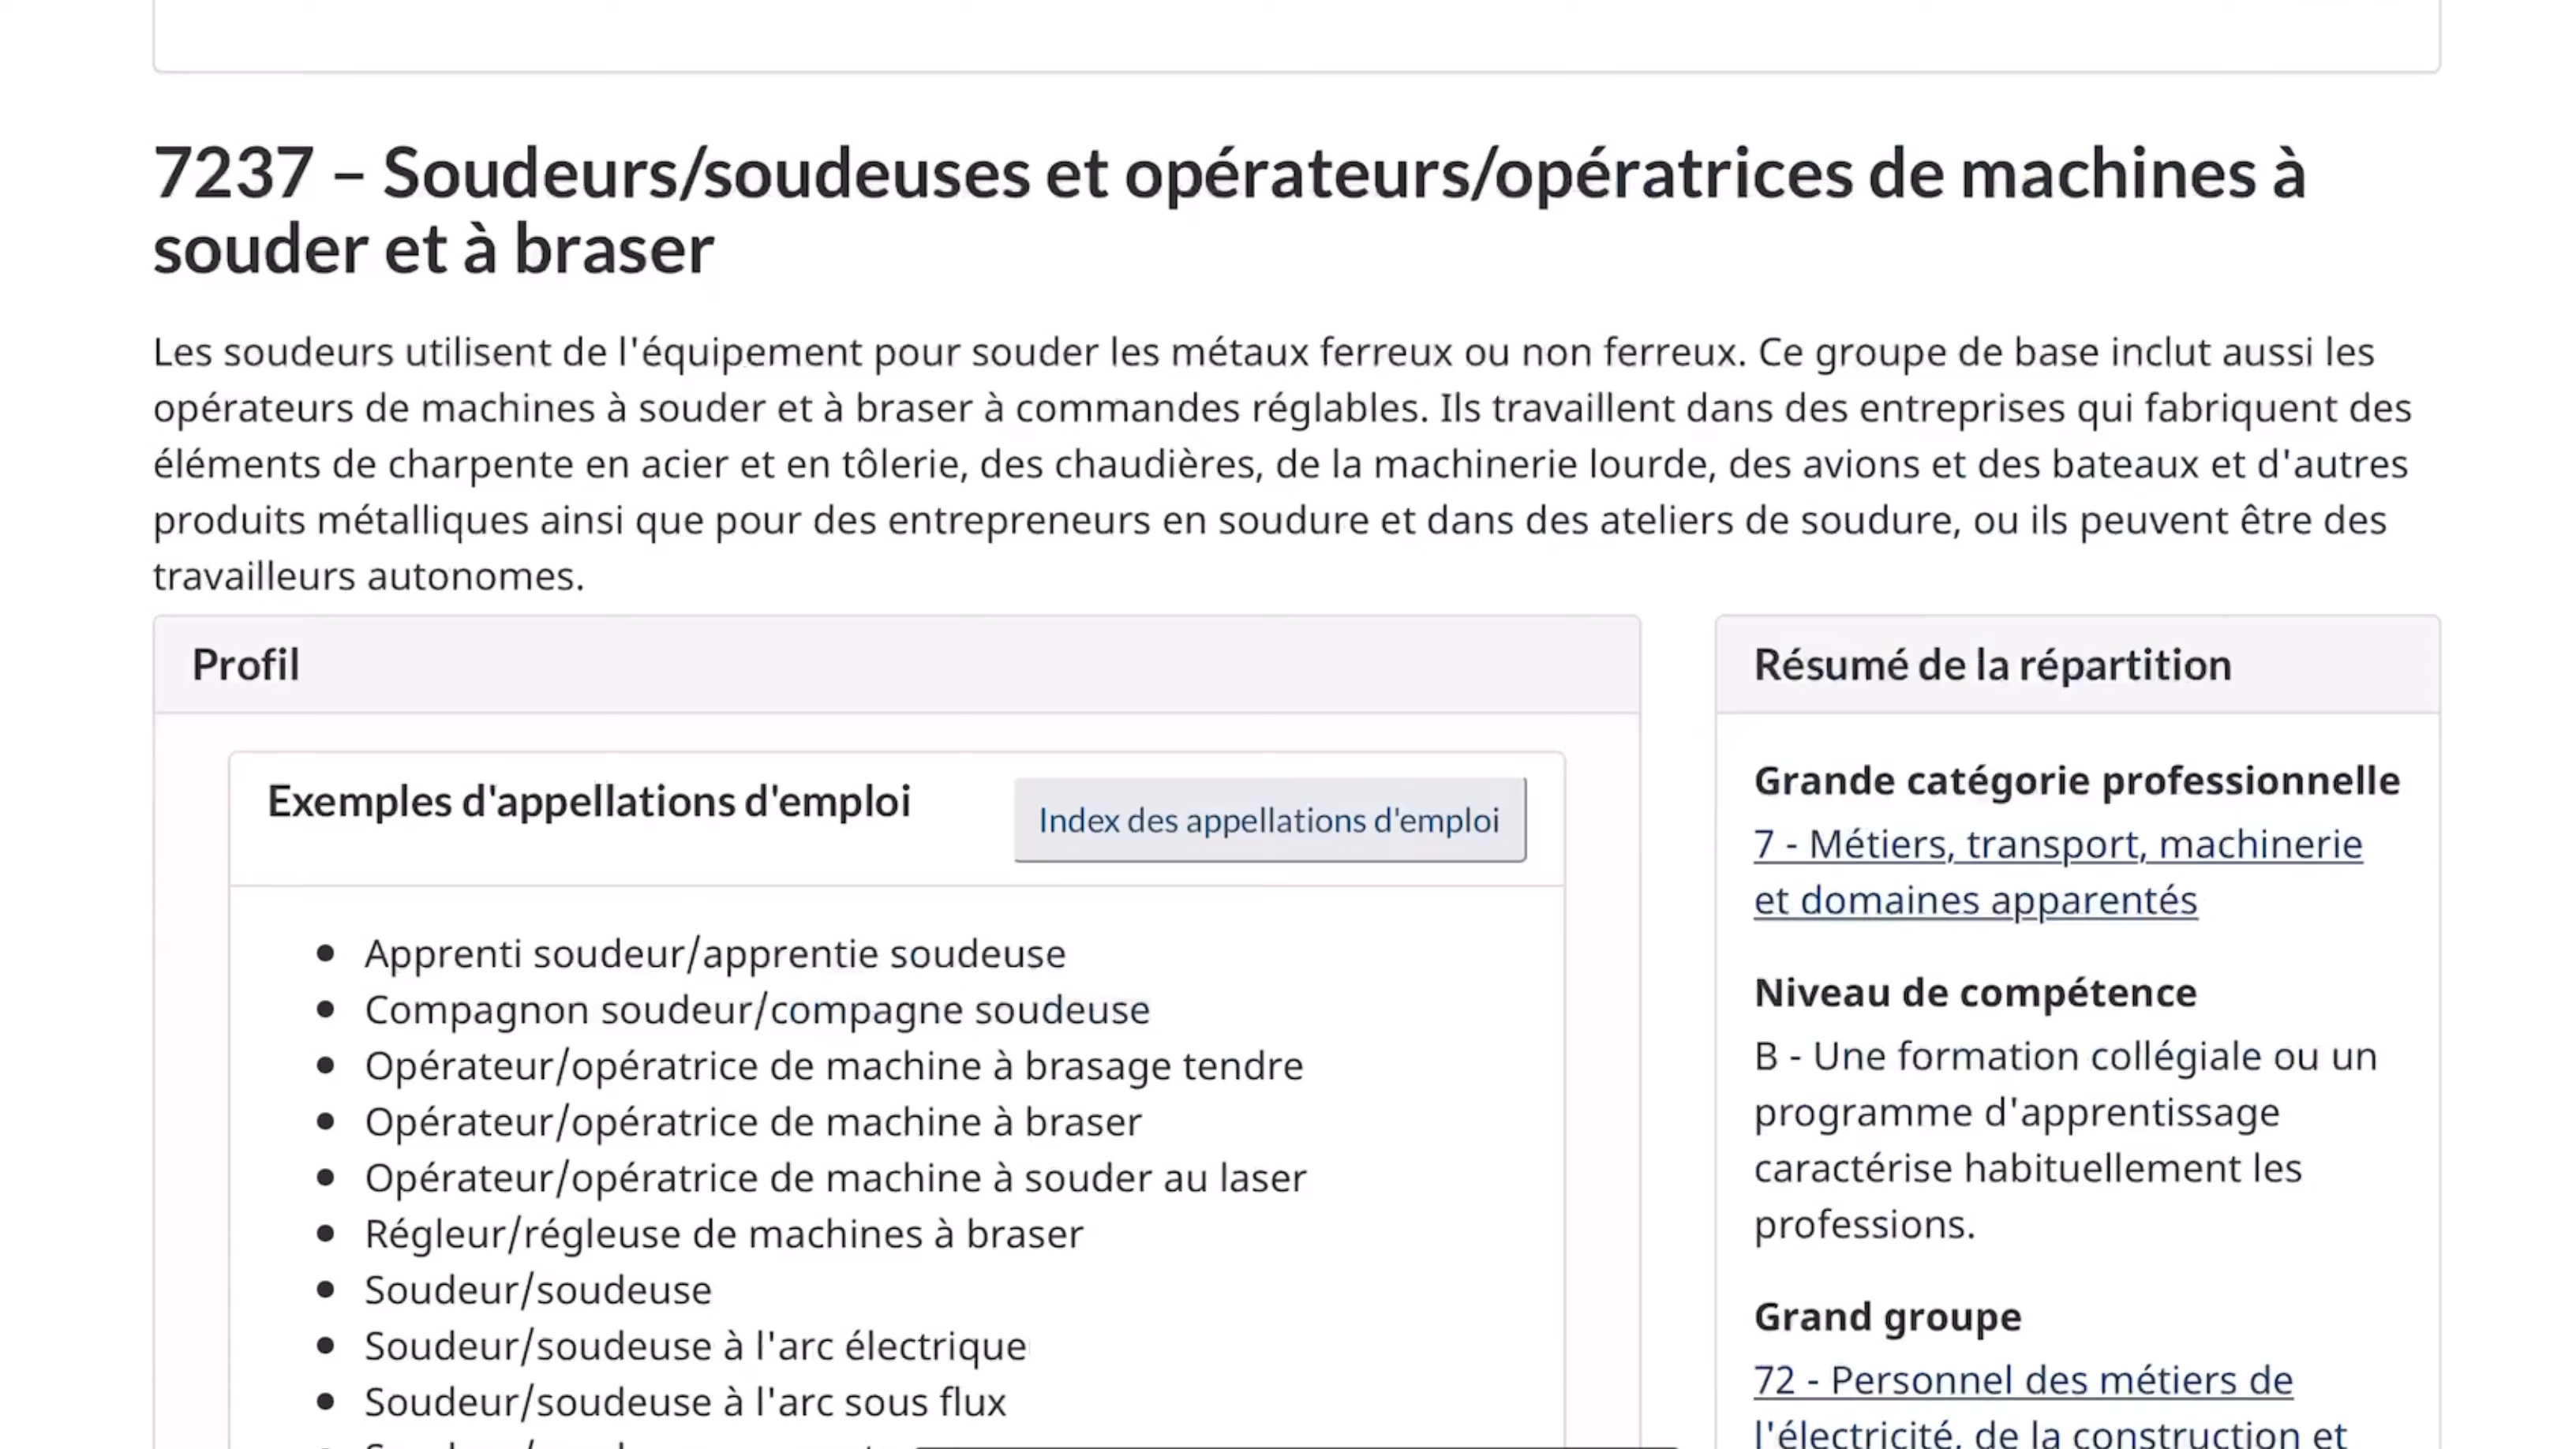 7237 – Soudeurs/soudeuses et opérateurs/opératrices de machines à
souder et à braser
Les soudeurs utilisent de l'équipement pour souder les métaux ferreux ou non ferreux. Ce groupe de base inclut aussi les
opérateurs de machines à souder et à braser à commandes réglables. Ils travaillent dans des entreprises qui fabriquent des
éléments de charpente en acier et en tôlerie, des chaudières, de la machinerie lourde, des avions et des bateaux et d'autres
produits métalliques ainsi que pour des entrepreneurs en soudure et dans des ateliers de soudure, ou ils peuvent être des
travailleurs autonomes.
Profil
Exemples d'appellations d'emploi
Index des appellations d'emploi
Apprenti soudeur/apprentie soudeuse
Compagnon soudeur/compagne soudeuse
Opérateur/opératrice de machine à brasage tendre
Opérateur/opératrice de machine à braser
Opérateur/opératrice de machine à souder au laser
Régleur/régleuse de machines à braser
Soudeur/soudeuse
Soudeur/soudeuse à l'arc électrique
Soudeur/soudeuse à l'arc sous flux
Résumé de la répartition
Grande catégorie professionnelle
7 - Métiers, transport, machinerie
et domaines apparentés
Niveau de compétence
B - Une formation collégiale ou un
programme d'apprentissage
caractérise habituellement les
professions.
Grand groupe
72 - Personnel des métiers de
l'électricité, de la construction et